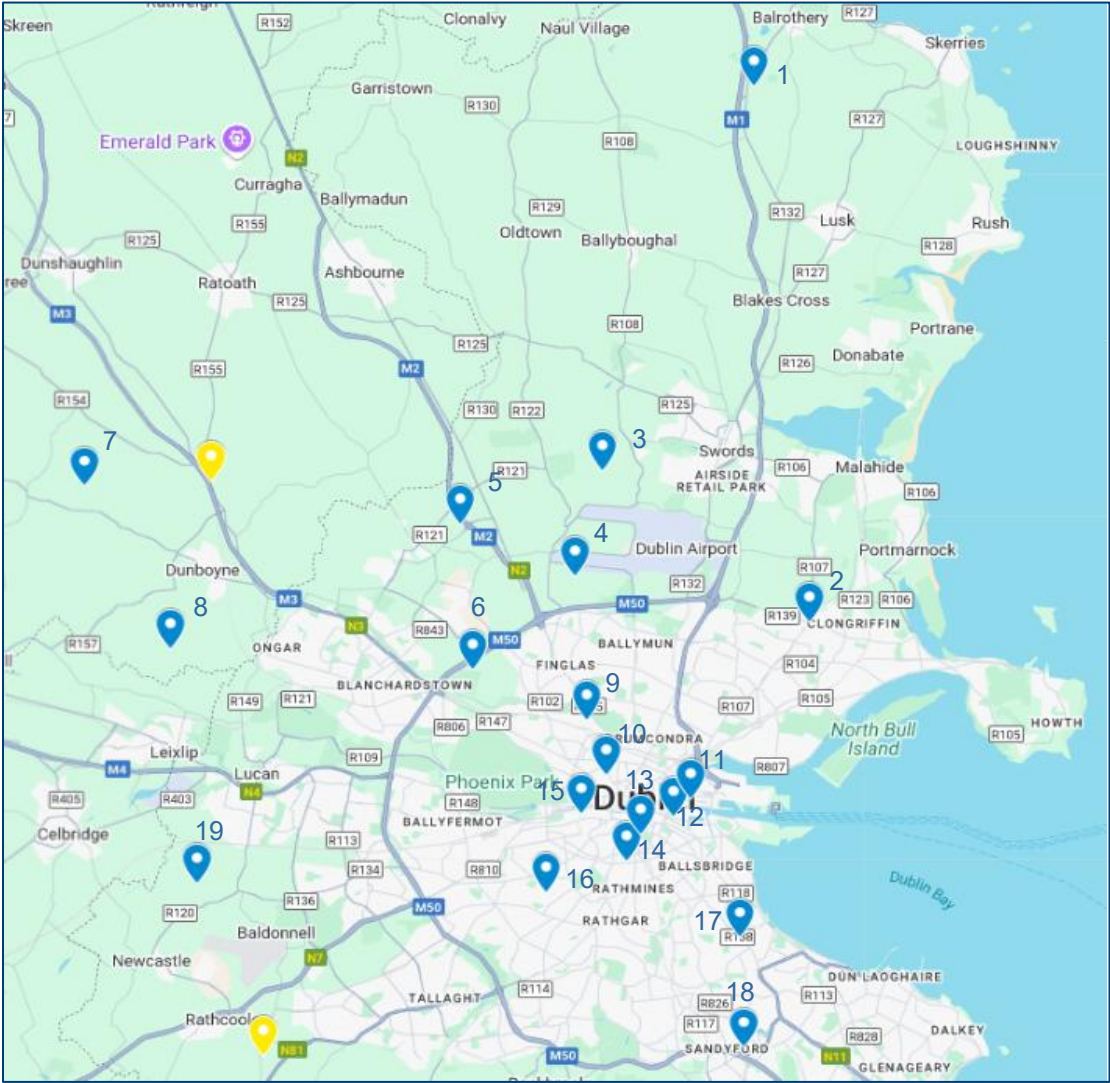 Skreen
R152
Clonalvy
Naul Village
Balrothery
R127
Skerries
1
Garristown
R130
M1
R127
Emerald Park
R108
LOUGHSHINNY
N2
Curragha
Ballymadun
R155
R129
R132
Lusk
Rush
Oldtown
Ballyboughal
R125
R128
Dunshaughlin
Ashbourne
R127
Ratoath
R125
Blakes Cross
M3
R108
Portrane
R125
Donabate
R155
M2
R126
R154
R130
R122
R125
7
3
Swords
R106
Malahide
R121
AIRSIDE
RETAIL PARK
5
R106
R121
M2
4
Dublin Airport
Portmarnock
Dunboyne
N2
R107
2
R132
8
M3
M50
R139
R123
R106
CLONGRIFFIN
N3
R843
6
M50
BALLYMUN
R157
ONGAR
FINGLAS
R104
BLANCHARDSTOWN
9
R149
R121
R102
R105
R806
R147
R107
North Bull
Island
HOWTH
R105
10
Leixlip
R109
11
R807
M4
Lucan
Phoenix Park
13
R405
R403
N4
15
Dublin
R148
12
Celbridge
BALLYFERMOT
19
R113
14
BALLSBRIDGE
R134
R810
16
RATHMINES
Dublin Bay
R118
R136
M50
R120
RATHGAR
17
Baldonnell
R138
Newcastle
N7
DÚN LAOGHAIRE
TALLAGHT
R114
R826
18
R113
Rathcoole
R117
DALKEY
N81
SANDYFORD
R828
M50
N11
GLENAGEARY